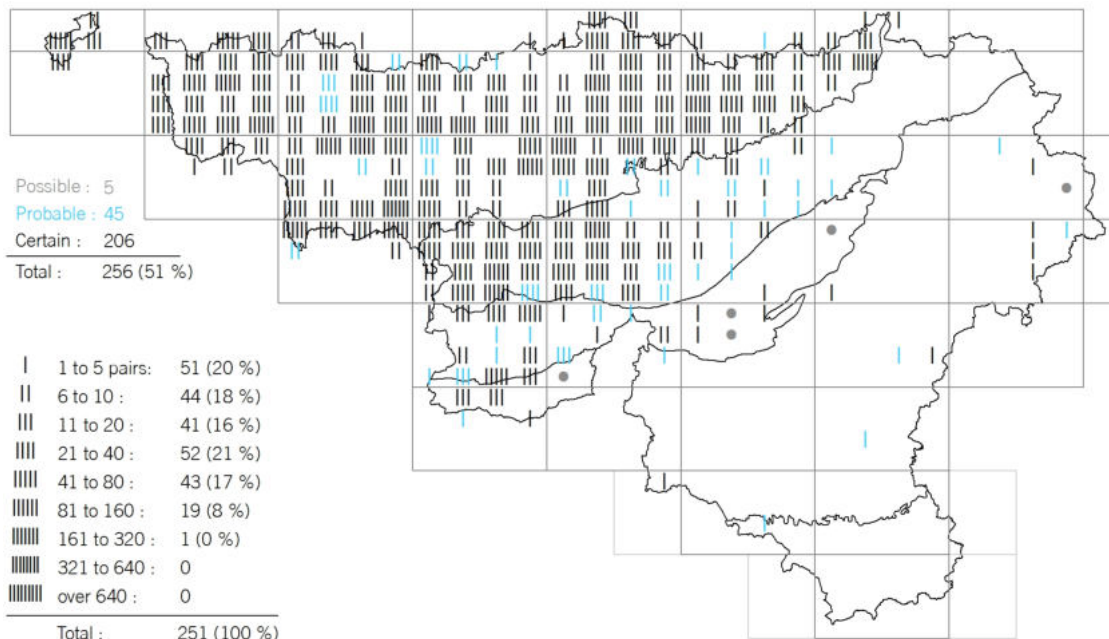 Possible : 5
Probable : 45
Certain : 206
Total : 256 (51 %)
1 to 5 pairs: 51 (20 %)
6 to 10 : 44 (18 %)
11 to 20 : 41 (16 %)
21 to 40 : 52 (21 %)
41 to 80 : 43 (17 %)
81 to 160 : 19 (8 %)
161 to 320 : 1 (0 %)
321 to 640 : 0
over 640 : 0
Total : 251 (100 %)